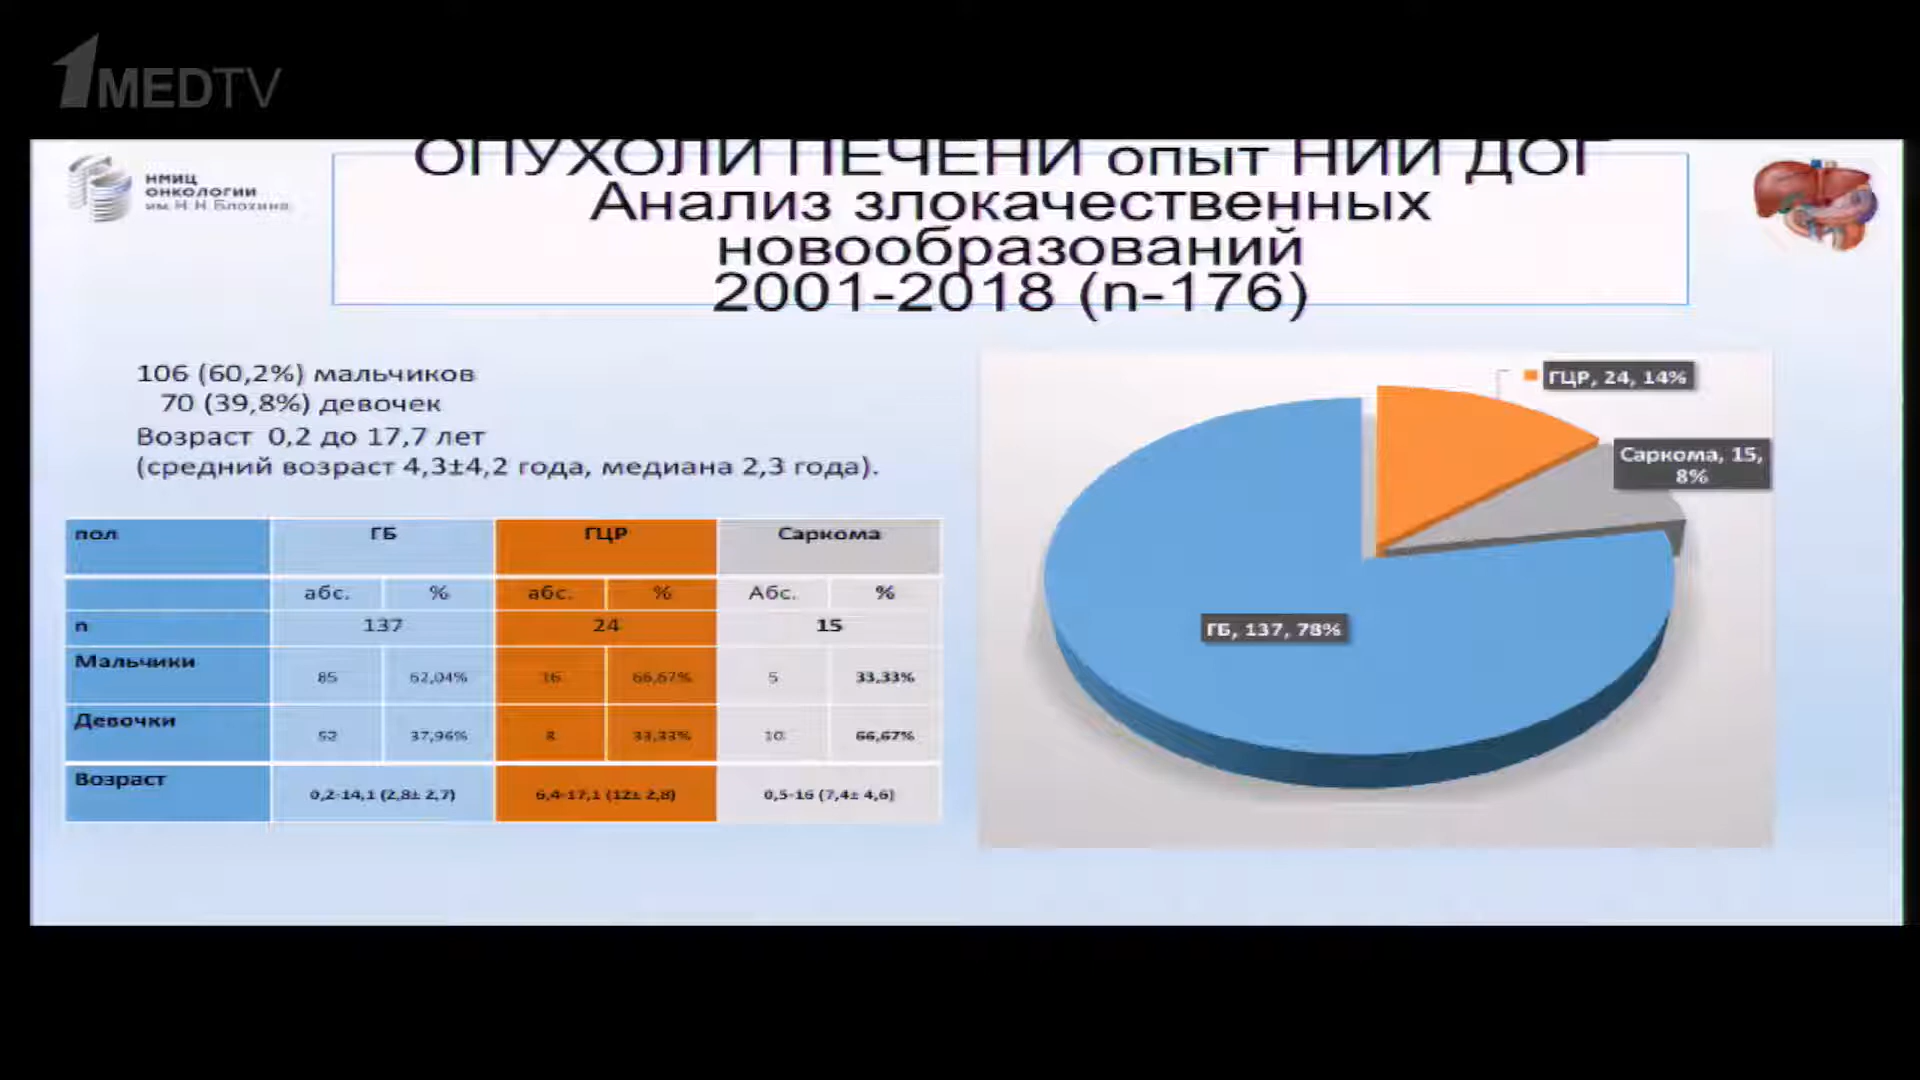 1MEDTV
НМИЦ
ОНКОЛОГИИ
им. Н.Н. Блохина
ОПУХОЛИ ПЕЧЕНИ опыт НИИ ДОГ
Анализ злокачественных
новообразований
2001-2018 (n-176)
106 (60,2%) мальчиков
70 (39,8%) девочек
Возраст 0,2 до 17,7 лет
(средний возраст 4,3±4,2 года, медиана 2,3 года).
пол ГБ ГЦР Саркома
абс. % абс. % Абс. %
n 137 24 15
Мальчики 85 62,04% 16 66,67% 5 33,33%
Девочки 52 37,96% 8 33,33% 10 66,67%
Возраст 0,2-14,1 (2,8± 2,7) 6,4-17,1 (12± 2,8) 0,5-16 (7,4± 4,6)
ГЦР, 24, 14%
Саркома, 15,
8%
ГБ, 137, 78%